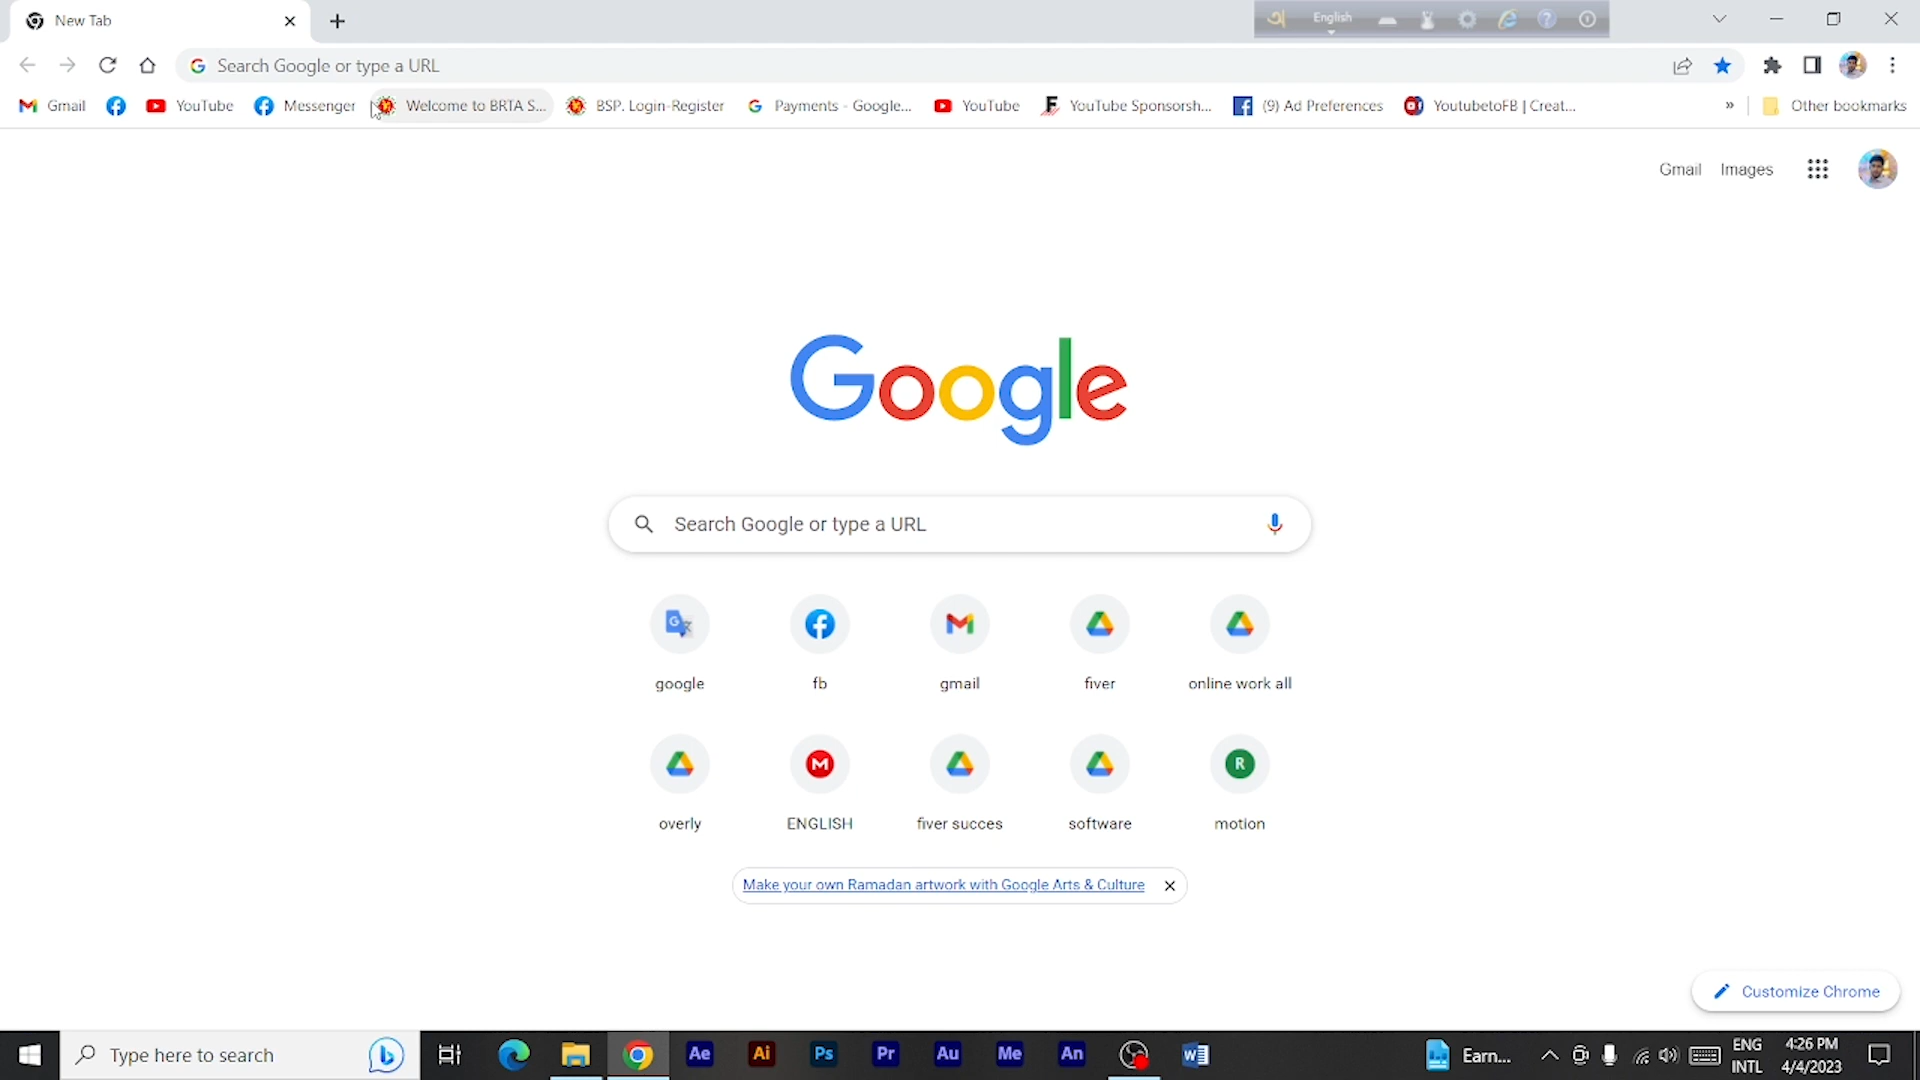 New Tab
English
Search Google or type a URL
Gmail YouTube Messenger Welcome to BRTA S... BSP. Login-Register Payments - Google... YouTube YouTube Sponsorsh... (9) Ad Preferences YoutubetoFB | Creat... » Other bookmarks
Gmail Images
Google
Search Google or type a URL
google fb gmail fiver online work all
overly ENGLISH fiver succes software motion
Make your own Ramadan artwork with Google Arts & Culture
Customize Chrome
Type here to search
Ae Ai Ps Pr Au Me An
Earn...
ENG
INTL
4:26 PM
4/4/2023